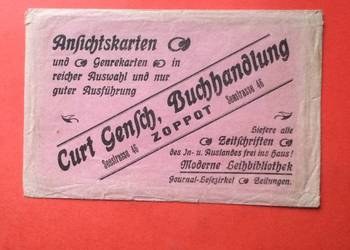 Ansichtskarten
und Genrekarten in
reicher Auswahl und nur
guter Ausführung
Curt Gensch, Buchhandlung
Seestrasse 46 ZOPPOT Seestrasse 46
Liefere alle
Zeitschriften
des In- u. Auslandes frei ins Haus!
Moderne Leihbibliothek
Journal-Lesezirkel Zeitungen.